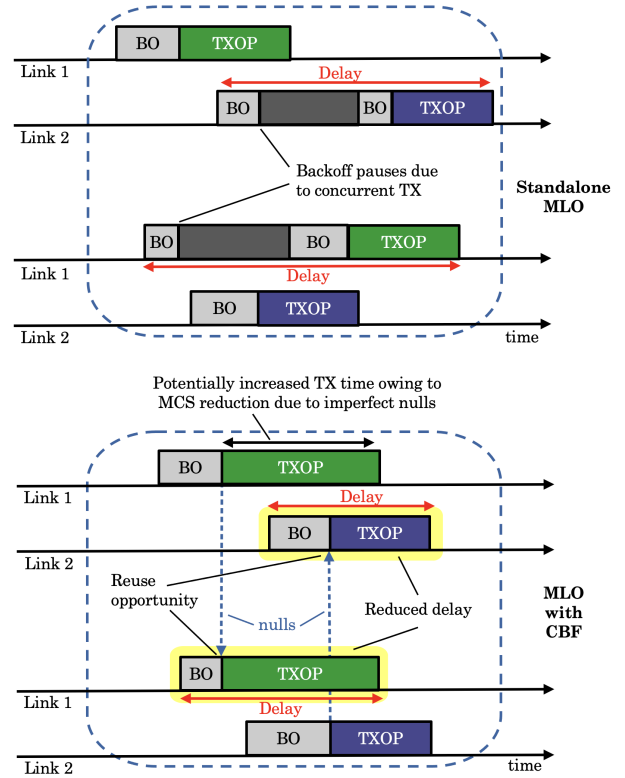 BO
TXOP
Link 1
Delay
BO
BO
TXOP
Link 2
Backoff pauses due
to concurrent TX
Standalone
MLO
BO
BO
TXOP
Link 1
Delay
BO
TXOP
Link 2
time
Potentially increased TX time owing to
MCS reduction due to imperfect nulls
BO
TXOP
Link 1
Delay
BO
TXOP
Link 2
Reuse
opportunity
nulls
Reduced delay
MLO
with
CBF
BO
TXOP
Link 1
Delay
BO
TXOP
Link 2
time